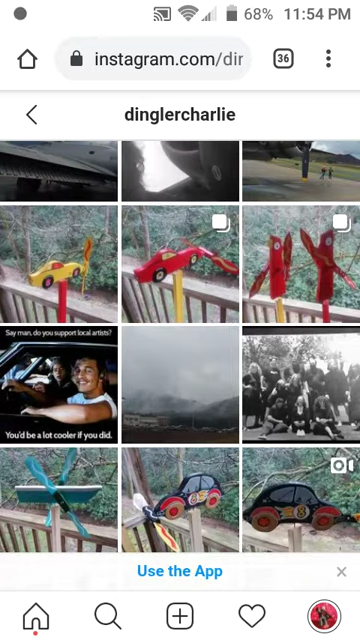 68% 11:54 PM
instagram.com/dir
36
dinglercharlie
Say man, do you support local artists?
You'd be a lot cooler if you did.
Use the App